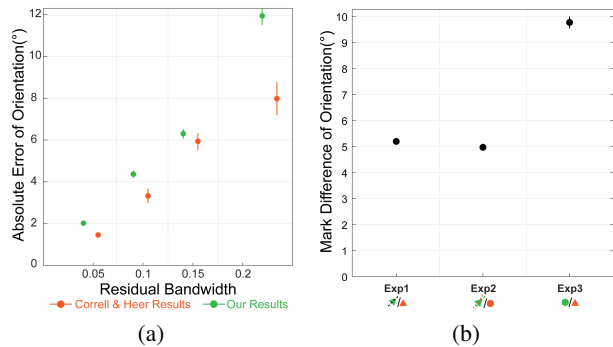 12
10
8
6
4
2
0
Absolute Error of Orientation(°)
0.05 0.1 0.15 0.2
Residual Bandwidth
Correll & Heer Results Our Results
(a)
10
9
8
7
6
5
4
3
2
1
0
Mark Difference of Orientation(°)
Exp1 Exp2 Exp3
/ / /
(b)